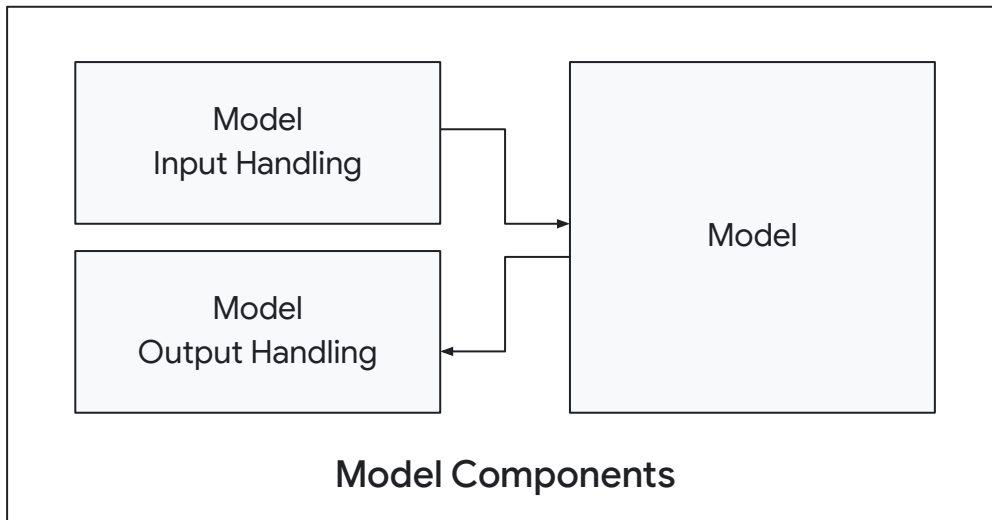 Model
Input Handling
Model
Output Handling
Model
Model Components